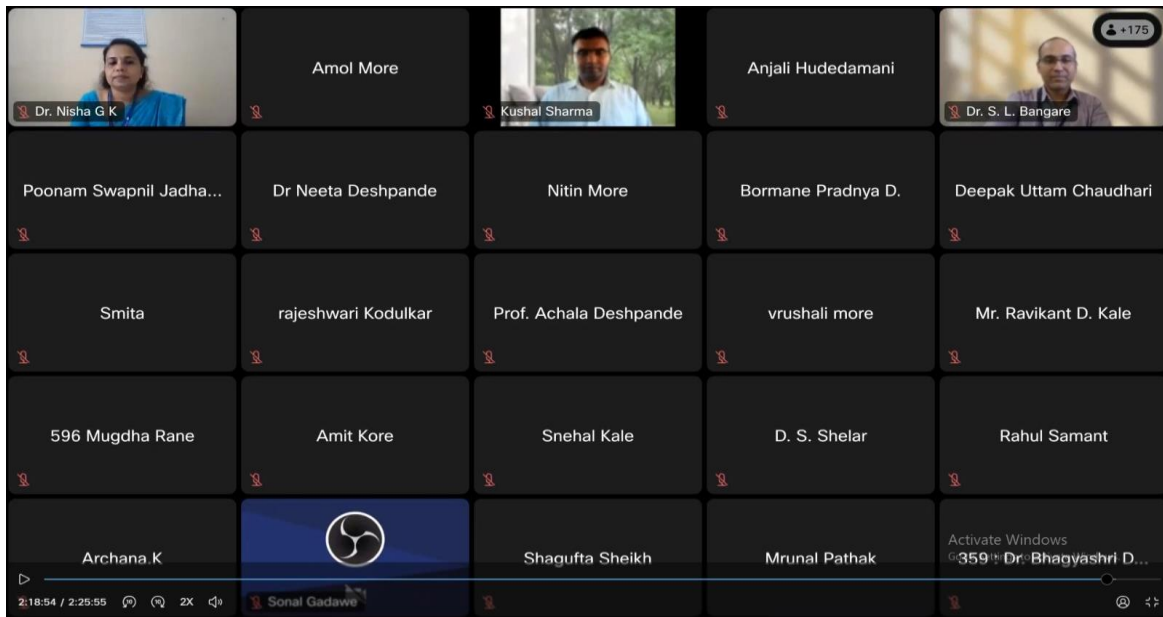 +175
Dr. Nisha G K
Amol More
Kushal Sharma
Anjali Hudedamani
Dr. S. L. Bangare
Poonam Swapnil Jadha...
Dr Neeta Deshpande
Nitin More
Bormane Pradnya D.
Deepak Uttam Chaudhari
Smita
rajeshwari Kodulkar
Prof. Achala Deshpande
vrushali more
Mr. Ravikant D. Kale
596 Mugdha Rane
Amit Kore
Snehal Kale
D. S. Shelar
Rahul Samant
Archana.K
Sonal Gadawe
Shagufta Sheikh
Mrunal Pathak
Activate Windows
359 : Dr. Bhagyashri D...
2:18:54 / 2:25:55
10
10
2X